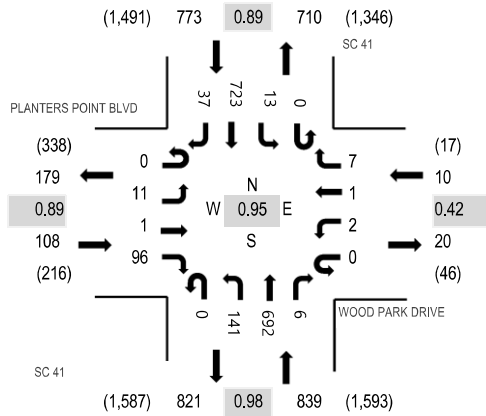 (1,491) 773 0.89 710 (1,346)
SC 41
37 723 13 0
PLANTERS POINT BLVD
(338) (17)
0 7
179 10
11 N 1
0.89 W 0.95 E 0.42
1 2
108 S 20
96 0
(216) (46)
0 141 692 6
WOOD PARK DRIVE
SC 41
(1,587) 821 0.98 839 (1,593)